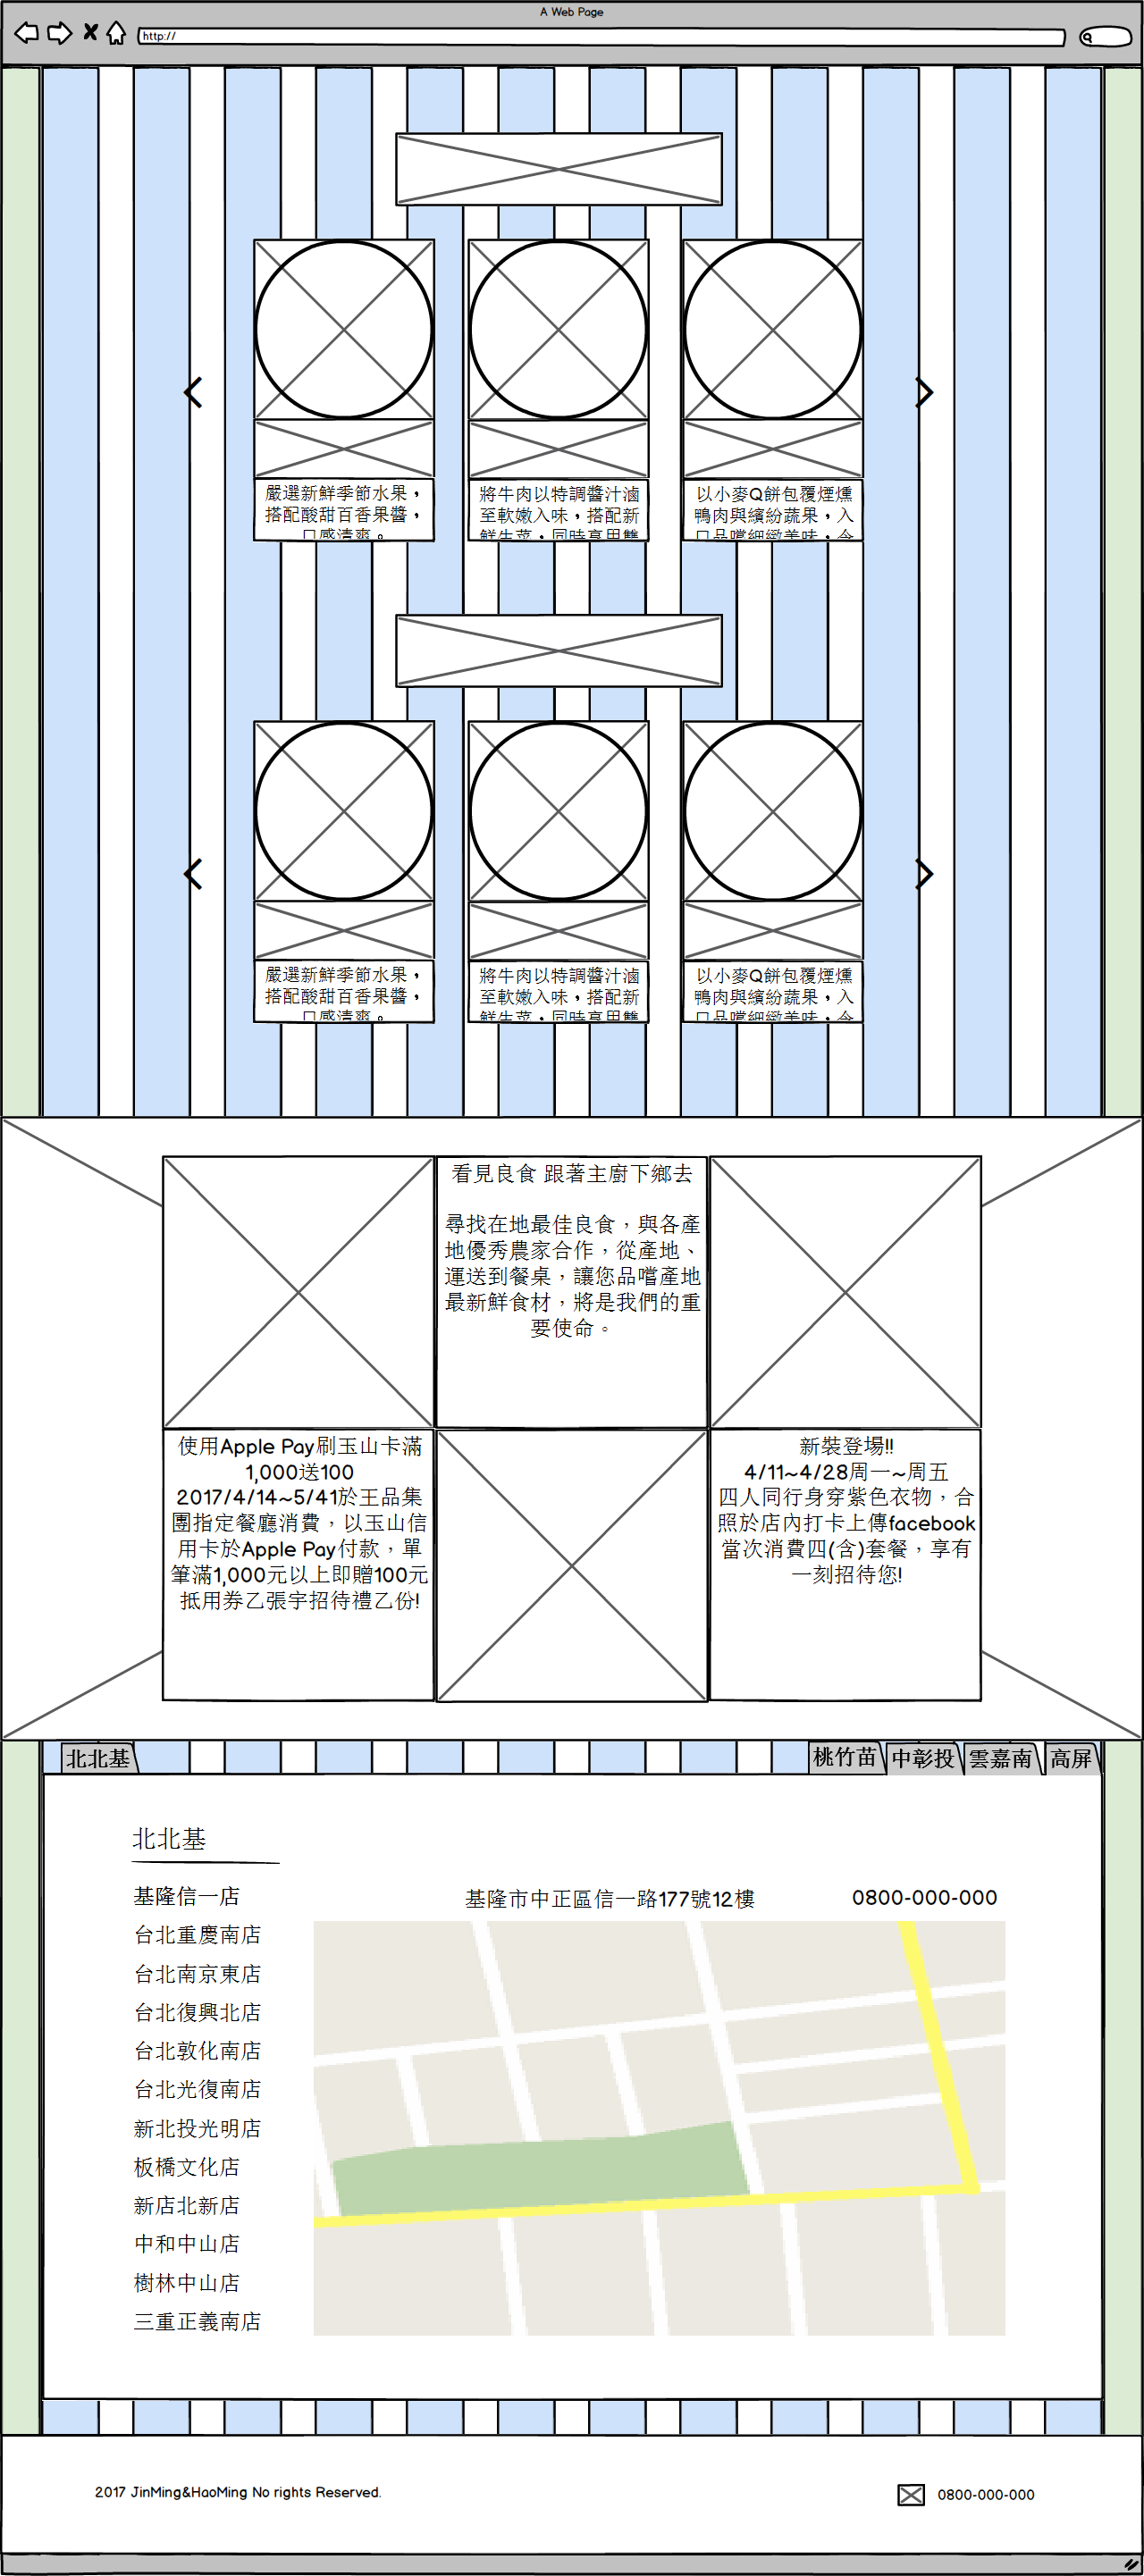 A Web Page
http://
嚴選新鮮季節水果，
搭配酸甜百香果醬，
口感清爽。
將牛肉以特調醬汁滷
至軟嫩入味，搭配新
鮮生菜，同時享用雙
以小麥Q餅包覆煙燻
鴨肉與繽紛蔬果，入
口品嚐細緻美味，令
嚴選新鮮季節水果，
搭配酸甜百香果醬，
口感清爽。
將牛肉以特調醬汁滷
至軟嫩入味，搭配新
鮮生菜，同時享用雙
以小麥Q餅包覆煙燻
鴨肉與繽紛蔬果，入
口品嚐細緻美味，令
看見良食 跟著主廚下鄉去
尋找在地最佳良食，與各產
地優秀農家合作，從產地、
運送到餐桌，讓您品嚐產地
最新鮮食材，將是我們的重
要使命。
使用Apple Pay刷玉山卡滿
1,000送100
2017/4/14~5/41於王品集
團指定餐廳消費，以玉山信
用卡於Apple Pay付款，單
筆滿1,000元以上即贈100元
抵用券乙張宇招待禮乙份!
新裝登場!!
4/11~4/28周一~周五
四人同行身穿紫色衣物，合
照於店內打卡上傳facebook
當次消費四(含)套餐，享有
一刻招待您!
北北基
桃竹苗
中彰投
雲嘉南
高屏
北北基
基隆信一店
基隆市中正區信一路177號12樓
0800-000-000
台北重慶南店
台北南京東店
台北復興北店
台北敦化南店
台北光復南店
新北投光明店
板橋文化店
新店北新店
中和中山店
樹林中山店
三重正義南店
2017 JinMing&HaoMing No rights Reserved.
0800-000-000